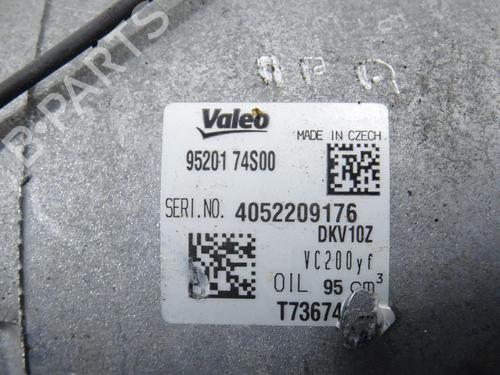 Valeo
MADE IN CZECH
95201 74S00
SERI.NO. 4052209176
DKV10Z
VC200yf
OIL 95 cm³
T73674
B-PARTS